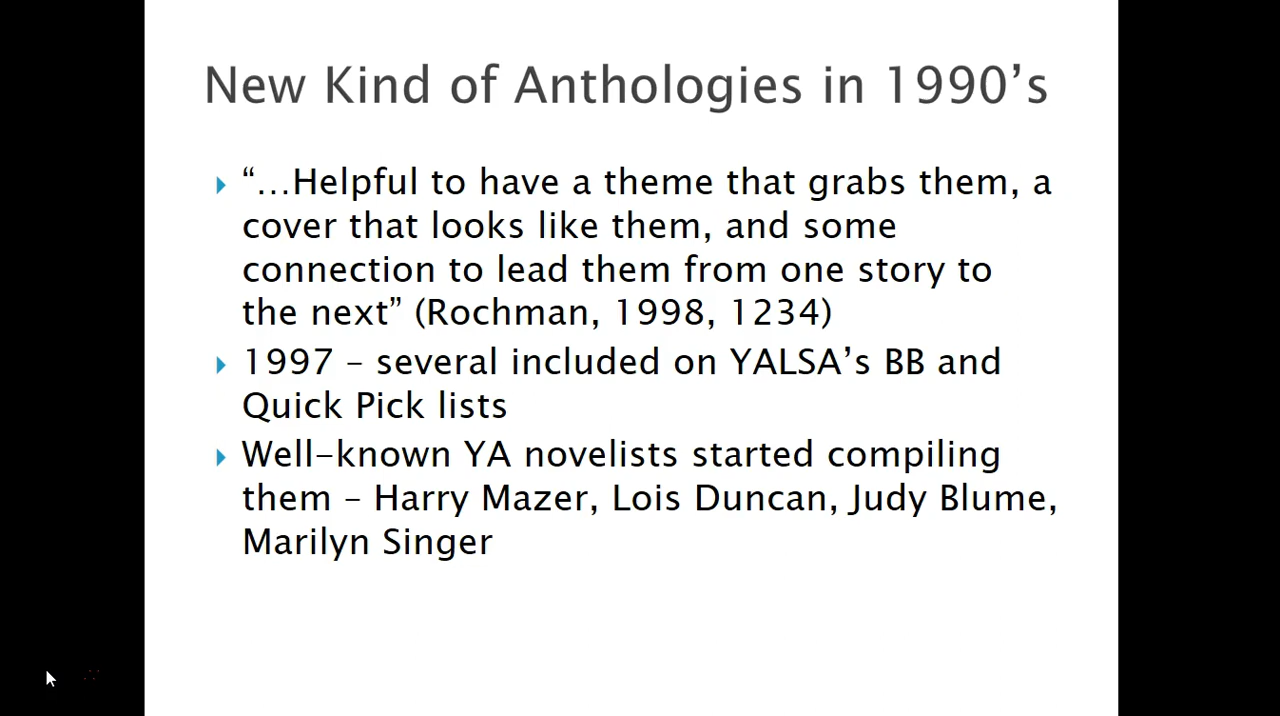 New Kind of Anthologies in 1990’s
“…Helpful to have a theme that grabs them, a
cover that looks like them, and some
connection to lead them from one story to
the next” (Rochman, 1998, 1234)
1997 – several included on YALSA’s BB and
Quick Pick lists
Well-known YA novelists started compiling
them – Harry Mazer, Lois Duncan, Judy Blume,
Marilyn Singer